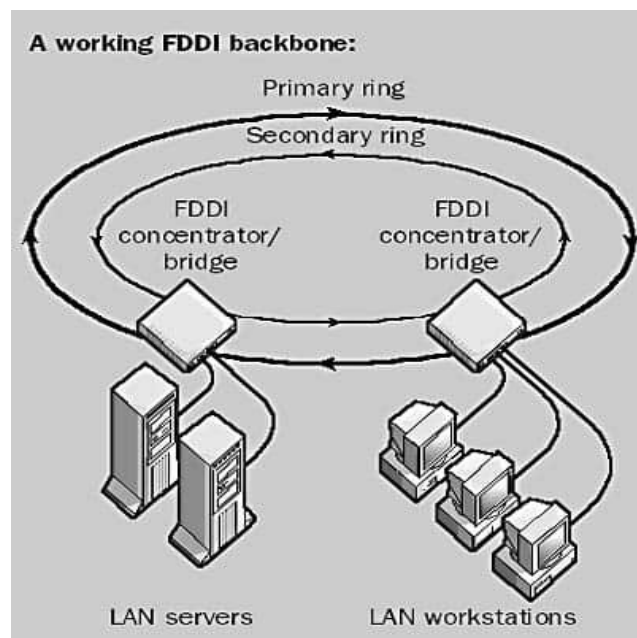 A working FDDI backbone:
Primary ring
Secondary ring
FDDI
concentrator/
bridge
FDDI
concentrator/
bridge
LAN servers
LAN workstations